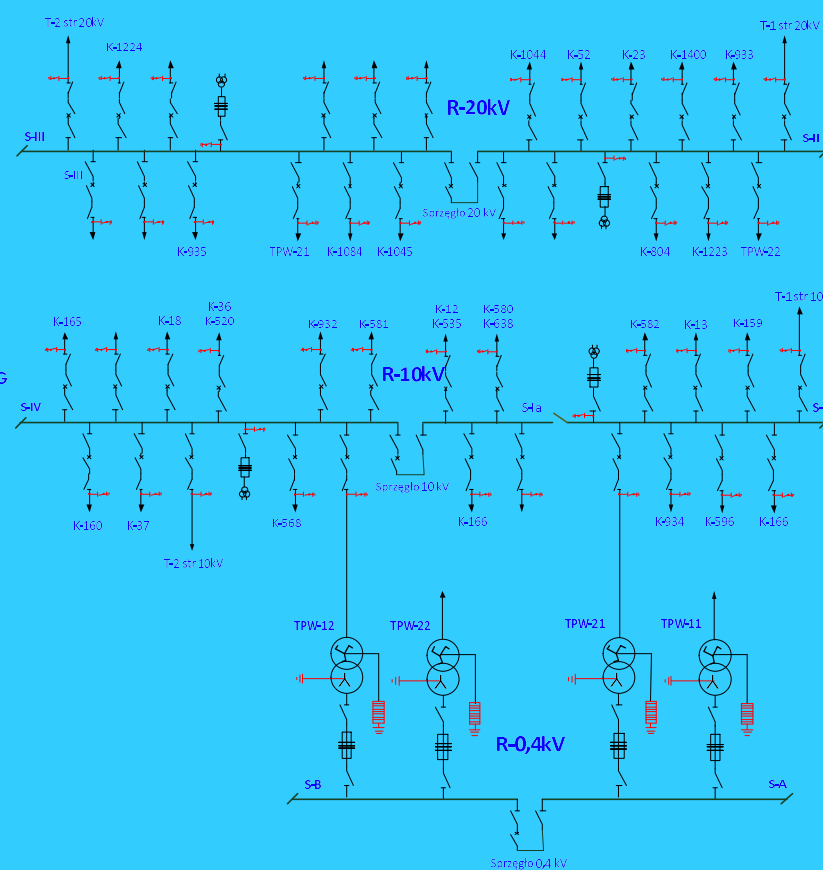 T-2 str 20kV
T-1 str 20kV
K-1224
K-1044
K-52
K-23
K-1400
K-933
R-20kV
S-III
S-II
S-III
Sprzęgło 20 kV
K-935
TPW-21
K-1084
K-1045
K-804
K-1223
TPW-22
T-1 str 10
K-36
K-12
K-580
K-165
K-18
K-520
K-932
K-581
K-535
K-638
K-582
K-13
K-159
R-10kV
G
S-IV
S-Ia
S-
Sprzęgło 10 kV
K-160
K-37
K-568
K-166
K-934
K-596
K-166
T-2 str 10kV
TPW-12
TPW-22
TPW-21
TPW-11
R-0,4kV
S-B
S-A
Sprzęgło 0,4 kV